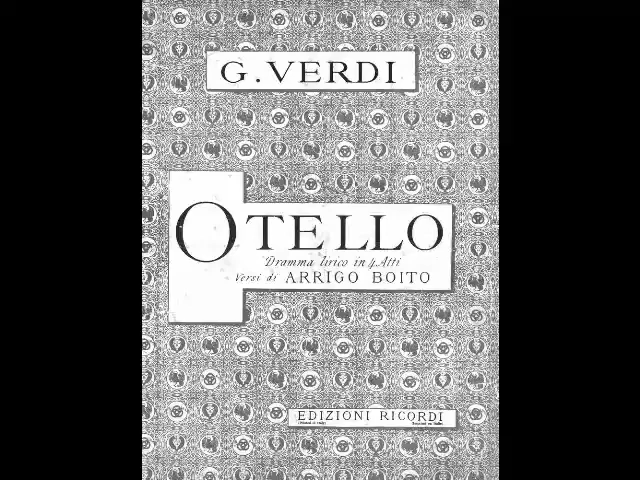 G. VERDI
OTELLO
Dramma lirico in 4 Atti
Versi di ARRIGO BOITO
EDIZIONI RICORDI